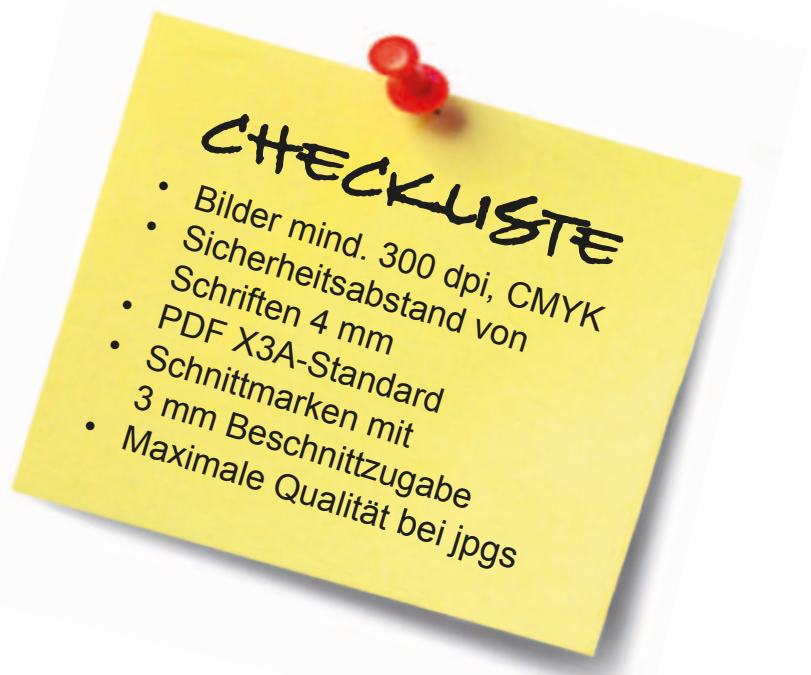 CHECKLISTE
• Bilder mind. 300 dpi, CMYK
• Sicherheitsabstand von
Schriften 4 mm
• PDF X3A-Standard
• Schnittmarken mit
3 mm Beschnittzugabe
• Maximale Qualität bei jpgs